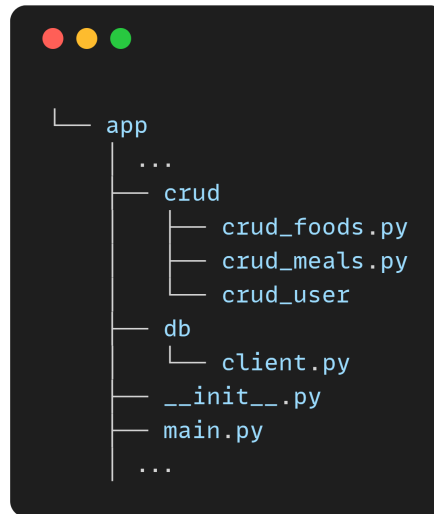 └── app
    │ ...
    ├── crud
    │   ├── crud_foods.py
    │   ├── crud_meals.py
    │   └── crud_user
    ├── db
    │   └── client.py
    ├── __init__.py
    ├── main.py
    │ ...